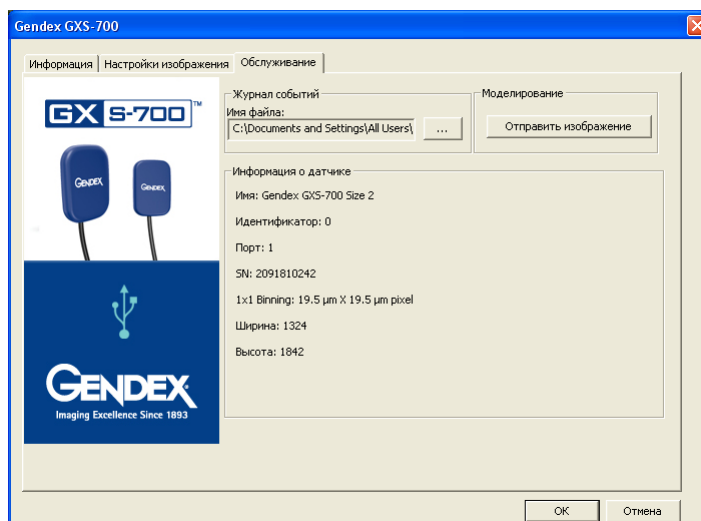 Gendex GXS-700
Информация
Настройки изображения
Обслуживание
GX S-700™
GENDEX
GENDEX
GENDEX
Imaging Excellence Since 1893
Журнал событий
Имя файла:
C:\Documents and Settings\All Users\
...
Моделирование
Отправить изображение
Информация о датчике
Имя: Gendex GXS-700 Size 2
Идентификатор: 0
Порт: 1
SN: 2091810242
1x1 Binning: 19.5 µm X 19.5 µm pixel
Ширина: 1324
Высота: 1842
OK
Отмена